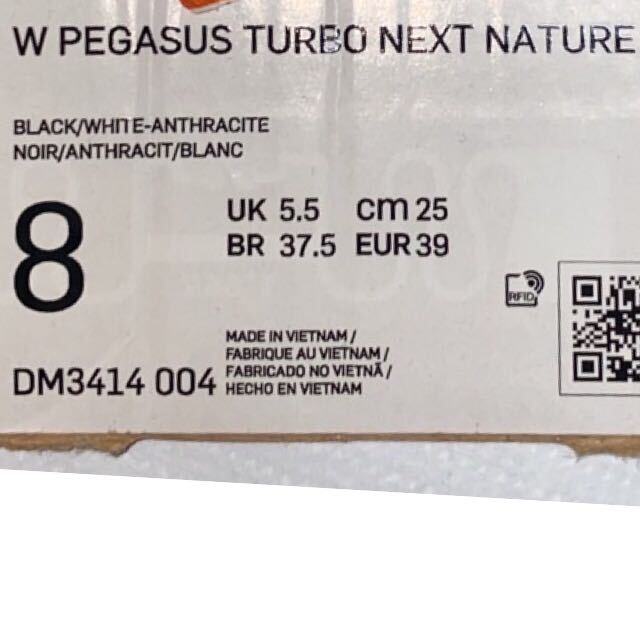 W PEGASUS TURBO NEXT NATURE
BLACK/WHITE-ANTHRACITE
NOIR/ANTHRACIT/BLANC
8
UK 5.5 cm 25
BR 37.5 EUR 39
RFID
MADE IN VIETNAM /
FABRIQUE AU VIETNAM /
FABRICADO NO VIETNÃ /
HECHO EN VIETNAM
DM3414 004